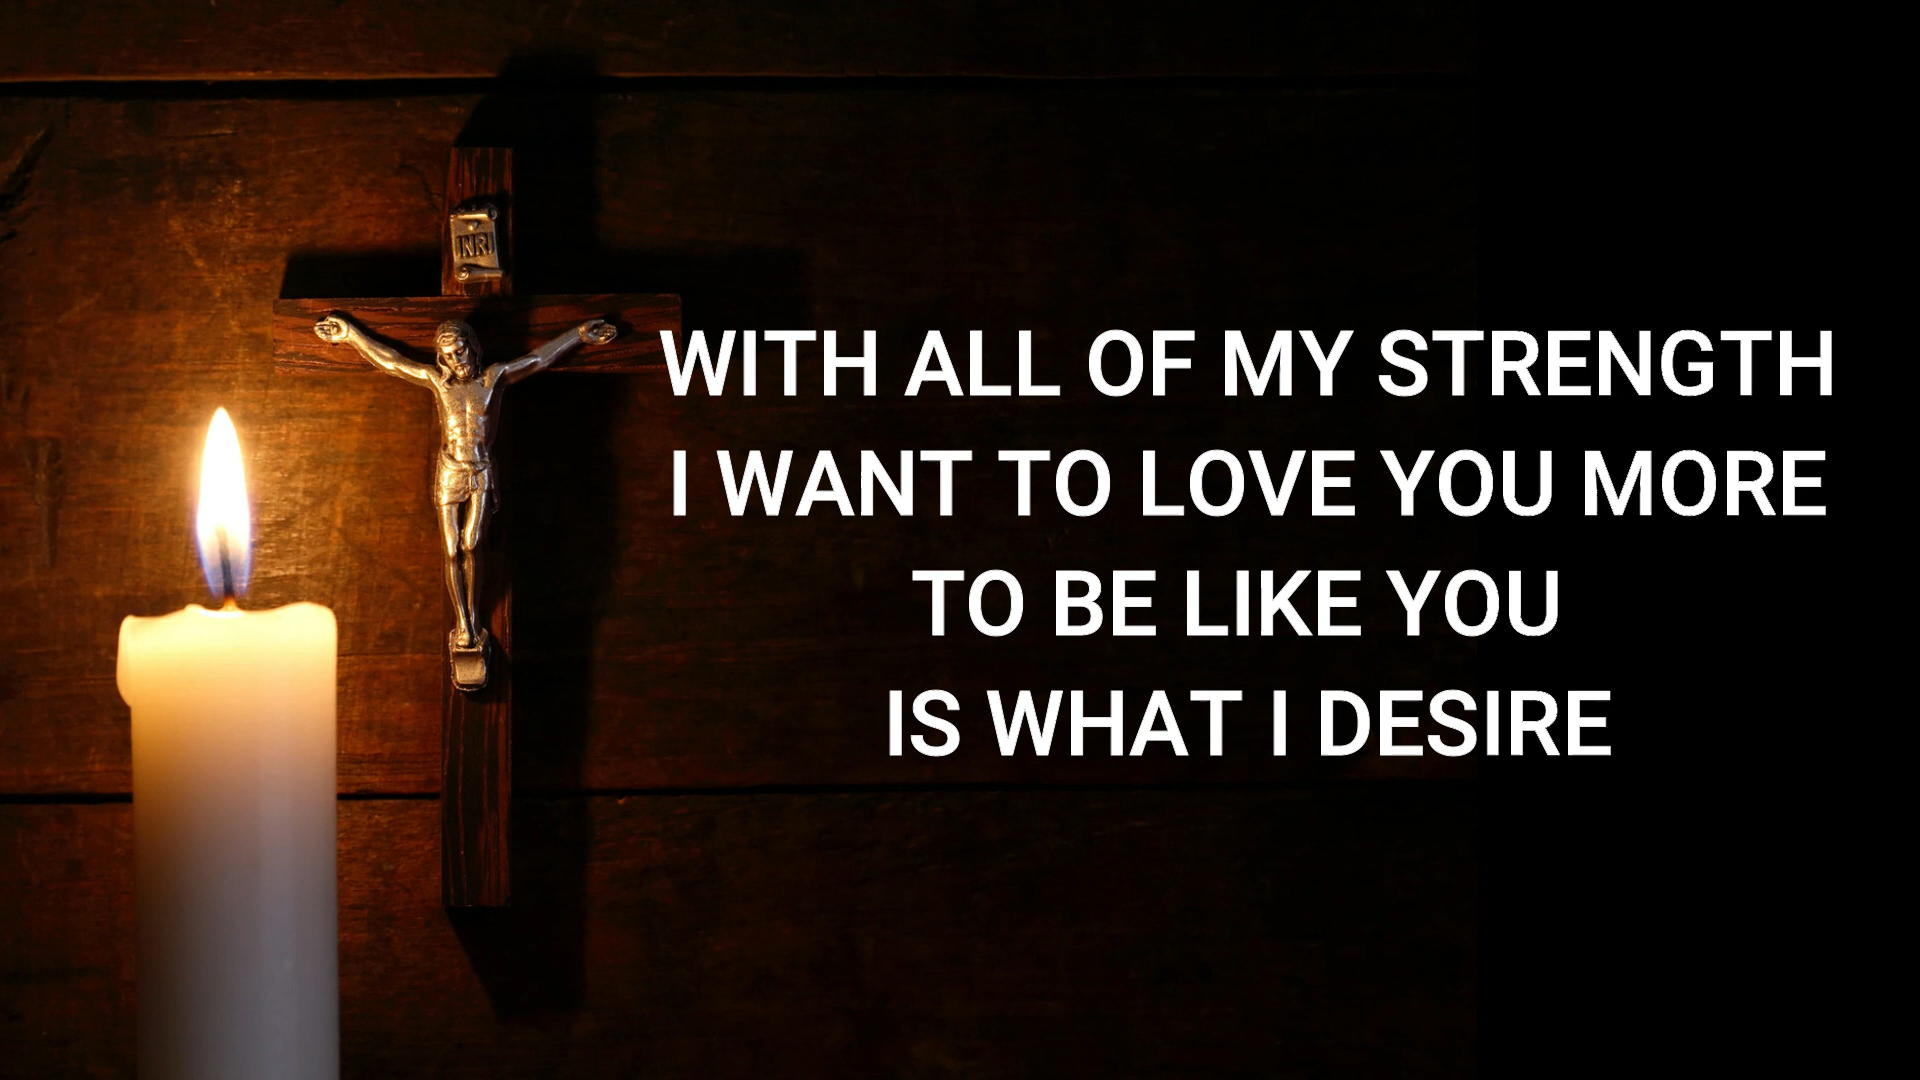 INRI
WITH ALL OF MY STRENGTH
I WANT TO LOVE YOU MORE
TO BE LIKE YOU
IS WHAT I DESIRE